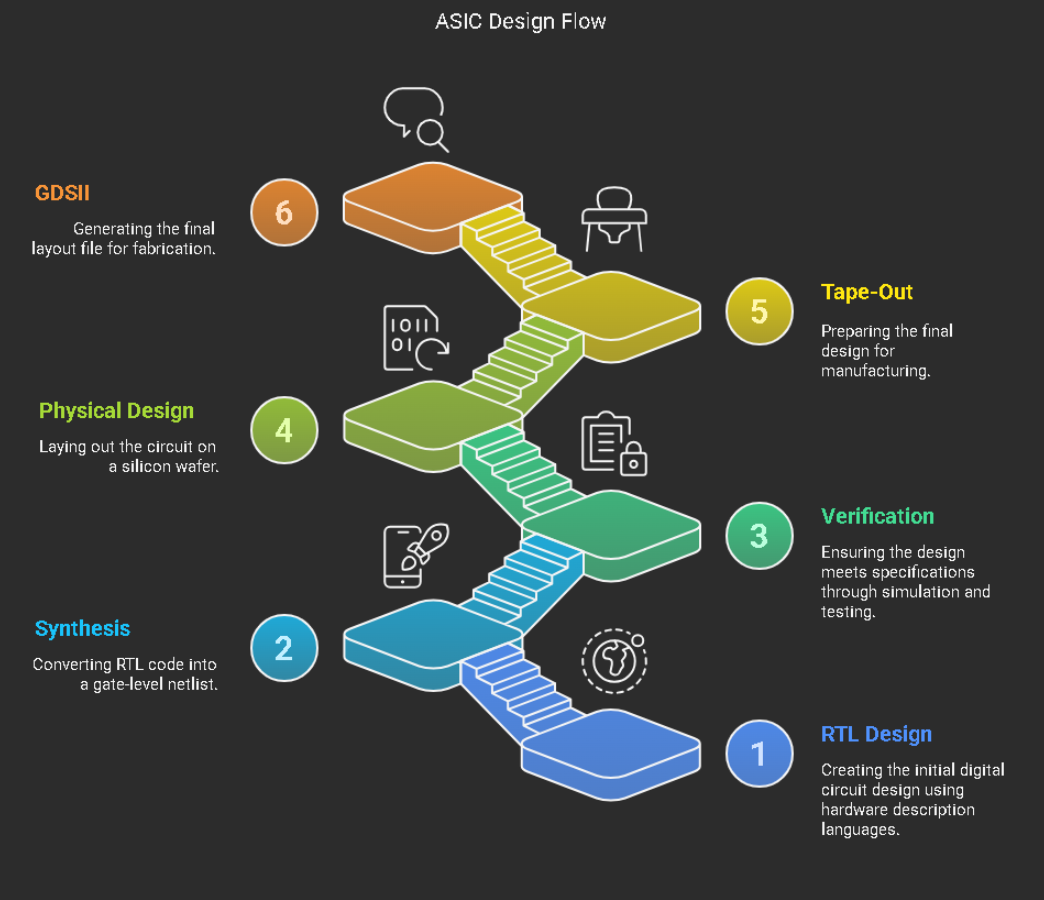 ASIC Design Flow
GDSII
6
Generating the final
layout file for fabrication.
5
Tape-Out
Preparing the final
design for
manufacturing.
1011
01
Physical Design
4
Laying out the circuit on
a silicon wafer.
3
Verification
Ensuring the design
meets specifications
through simulation and
testing.
Synthesis
2
Converting RTL code into
a gate-level netlist.
1
RTL Design
Creating the initial digital
circuit design using
hardware description
languages.